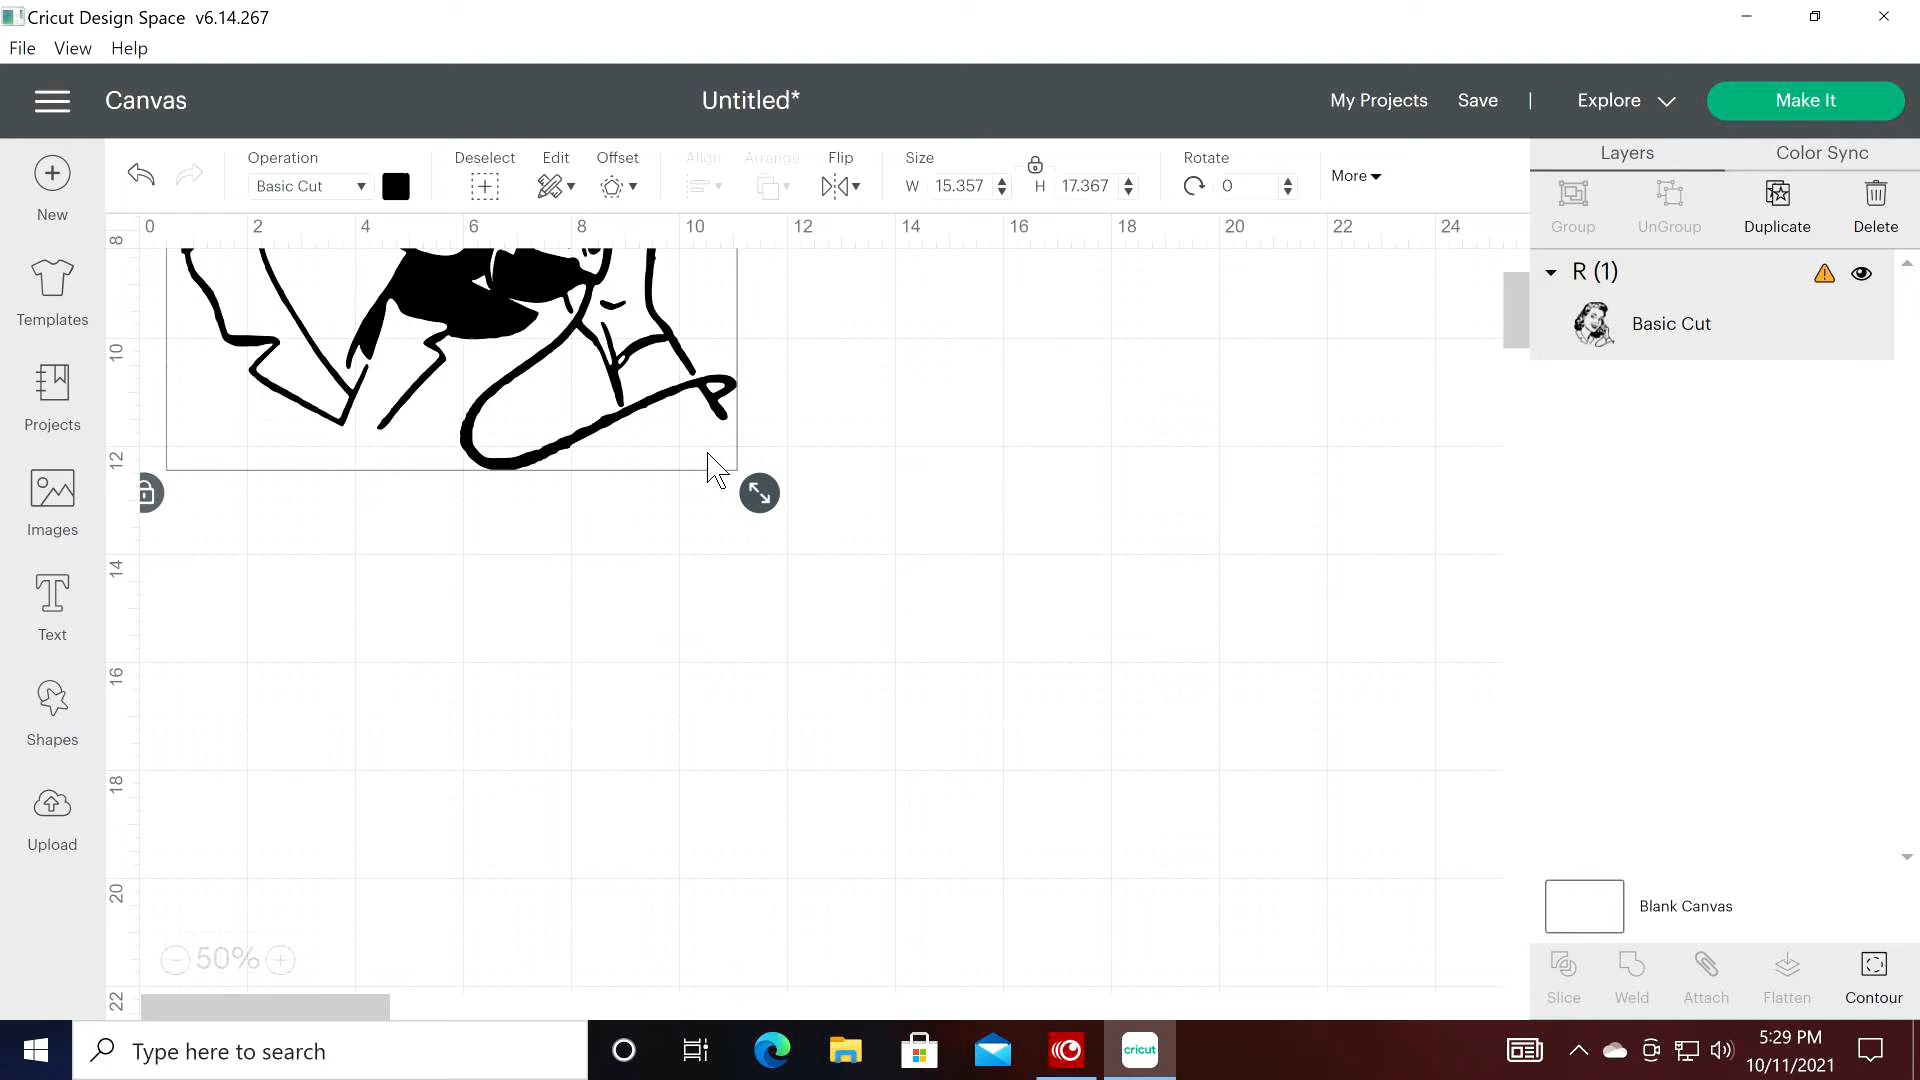 Cricut Design Space v6.14.267
File View Help
Canvas
Untitled*
My Projects Save | Explore Make It
Operation
Basic Cut
Deselect
Edit
Offset
Align
Arrange
Flip
Size
W 15.357
H 17.367
Rotate
0
More
Layers
Color Sync
Group
UnGroup
Duplicate
Delete
New
Templates
Projects
Images
Text
Shapes
Upload
0 2 4 6 8 10 12 14 16 18 20 22 24
8
10
12
14
16
18
20
22
R (1)
Basic Cut
50%
Blank Canvas
Slice
Weld
Attach
Flatten
Contour
Type here to search
cricut
5:29 PM
10/11/2021